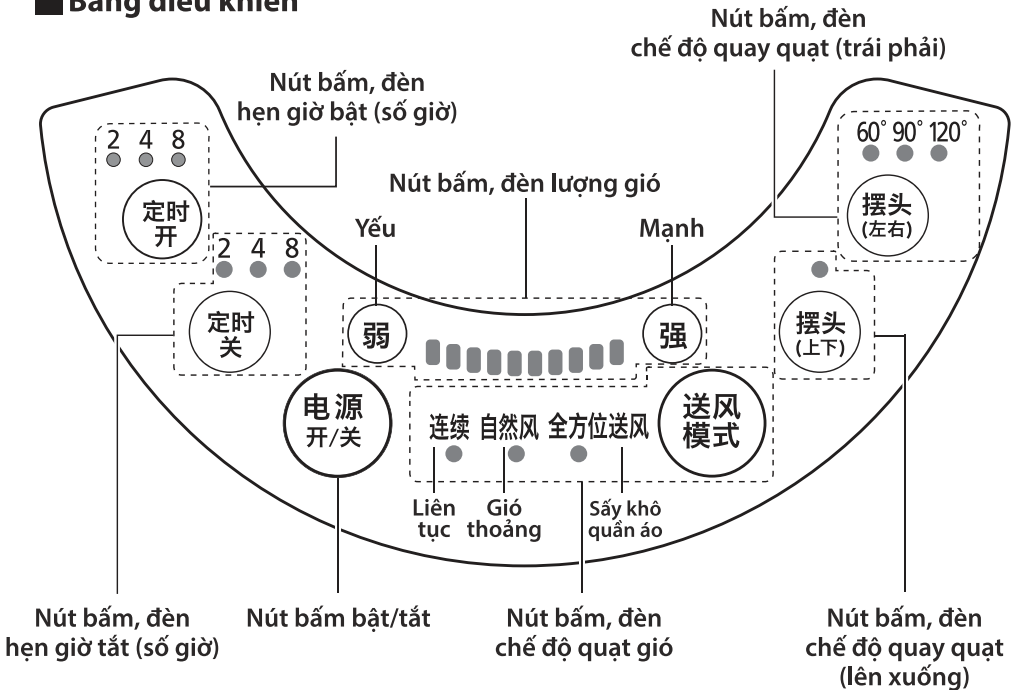 Bảng điều khiển
Nút bấm, đèn
chế độ quay quạt (trái phải)
Nút bấm, đèn
hẹn giờ bật (số giờ)
2 4 8
定时
开
Nút bấm, đèn lượng gió
Yếu
Mạnh
60° 90° 120°
摆头
(左右)
2 4 8
定时
关
弱
强
摆头
(上下)
电源
开/关
连续 自然风 全方位送风
送风
模式
Liên
tục
Gió
thoảng
Sấy khô
quần áo
Nút bấm, đèn
hẹn giờ tắt (số giờ)
Nút bấm bật/tắt
Nút bấm, đèn
chế độ quạt gió
Nút bấm, đèn
chế độ quay quạt
(lên xuống)